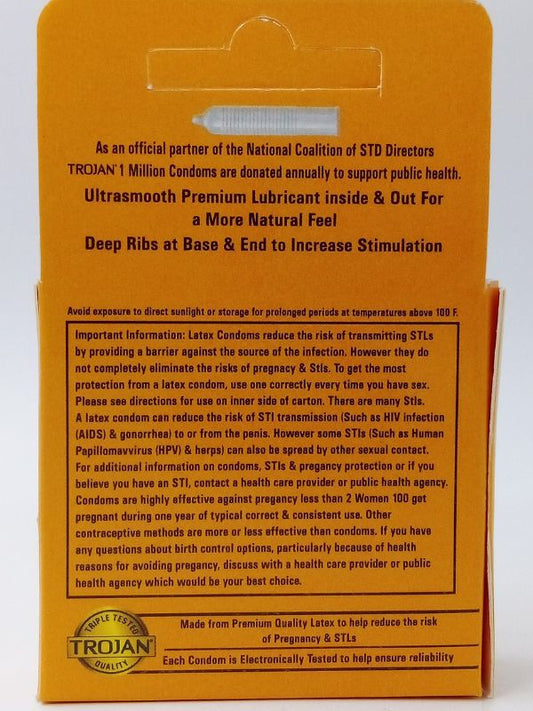 As an official partner of the National Coalition of STD Directors
TROJAN® 1 Million Condoms are donated annually to support public health.
Ultrasmooth Premium Lubricant inside & Out For
a More Natural Feel
Deep Ribs at Base & End to Increase Stimulation
Avoid exposure to direct sunlight or storage for prolonged periods at temperatures above 100 F.
Important Information: Latex Condoms reduce the risk of transmitting STLs
by providing a barrier against the source of the infection. However they do
not completely eliminate the risks of pregnacy & Stls. To get the most
protection from a latex condom, use one correctly every time you have sex.
Please see directions for use on inner side of carton. There are many Stls.
A latex condom can reduce the risk of STI transmission (Such as HIV infection
(AIDS) & gonorrhea) to or from the penis. However some STIs (Such as Human
Papillomavvirus (HPV) & herps) can also be spread by other sexual contact.
For additional information on condoms, STIs & pregancy protection or if you
believe you have an STI, contact a health care provider or public health agency.
Condoms are highly effective against pregancy less than 2 Women 100 get
pregnant during one year of typical correct & consistent use. Other
contraceptive methods are more or less effective than condoms. If you have
any questions about birth control options, particularly because of health
reasons for avoiding pregancy, discuss with a health care provider or public
health agency which would be your best choice.
TRIPLE TESTED
TROJAN®
QUALITY
Made from Premium Quality Latex to help reduce the risk
of Pregnancy & STLs
Each Condom is Electronically Tested to help ensure reliability